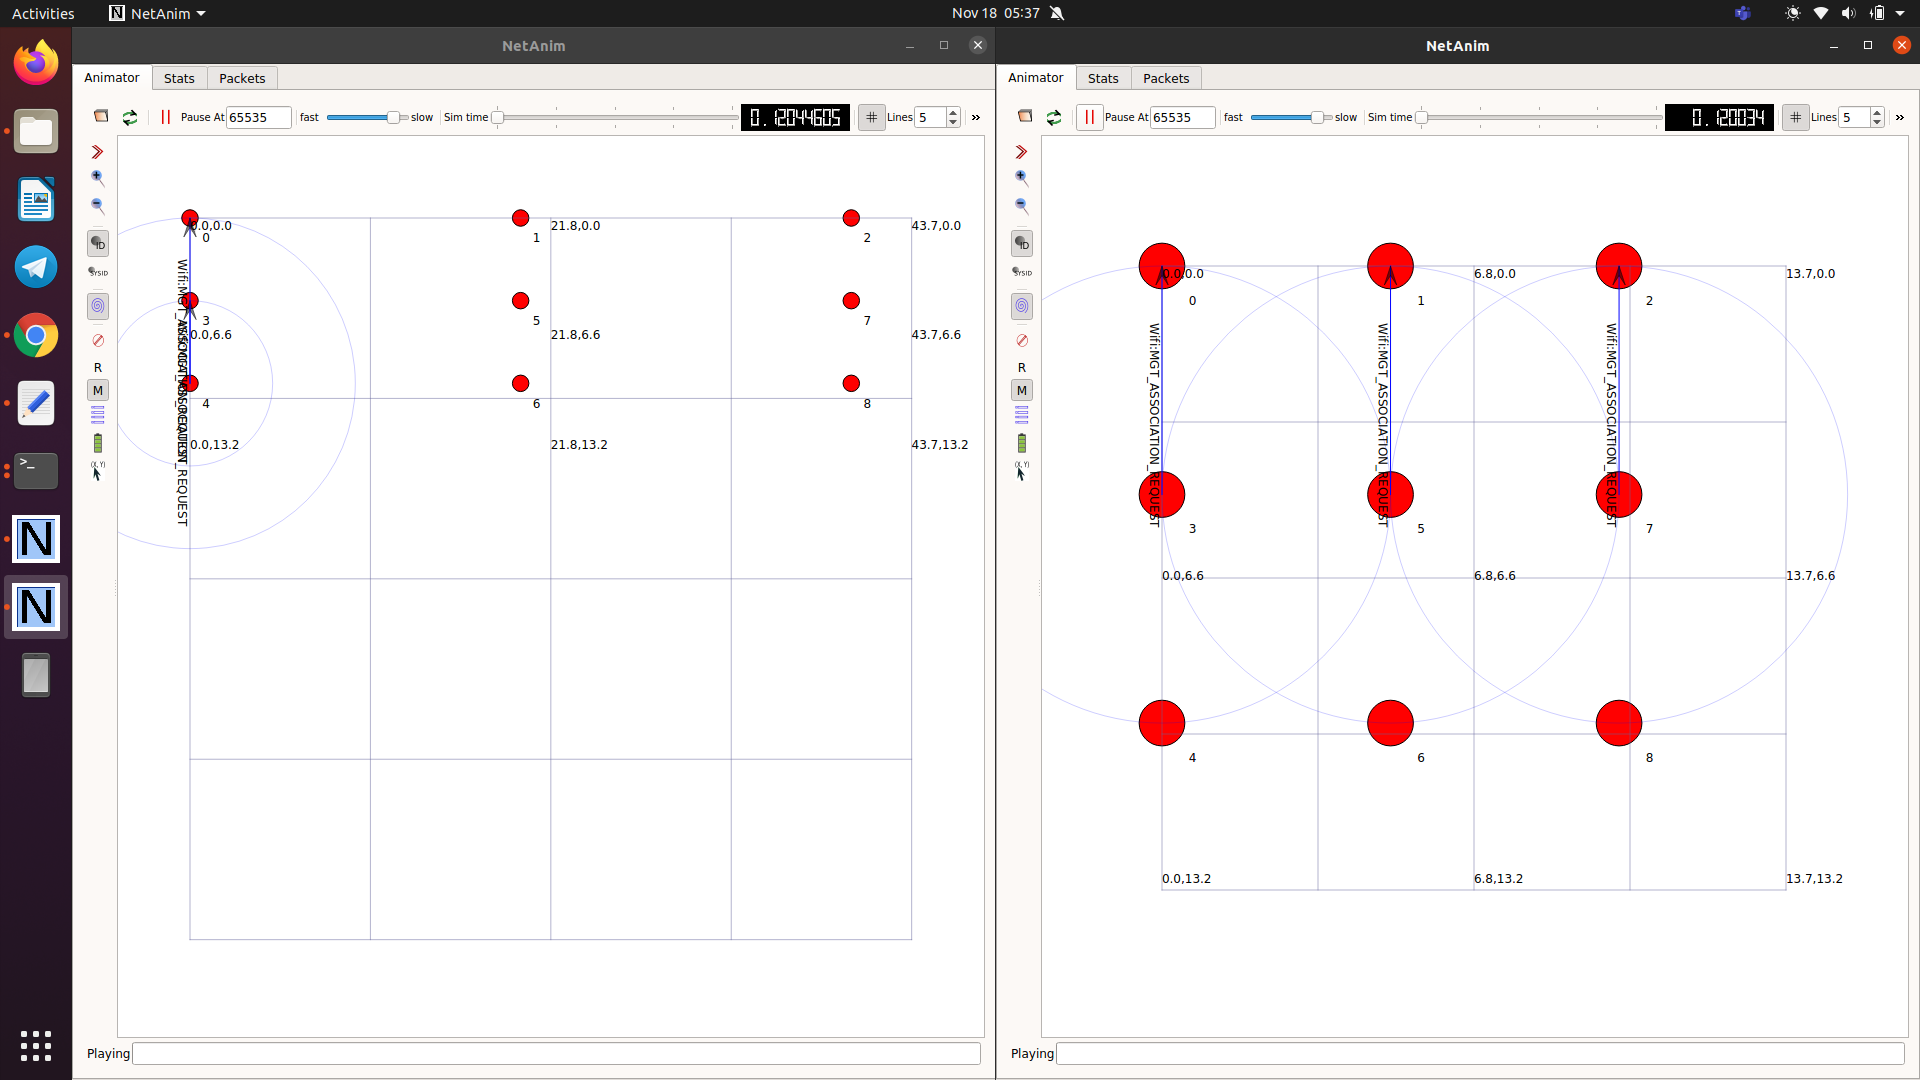 Activities NetAnim Nov 18 05:37
NetAnim
Animator Stats Packets
Pause At 65535 fast slow Sim time 0.12044605 # Lines 5 »
ID
SYSID
R
M
(X,Y)
0.0,0.0 21.8,0.0 43.7,0.0
0 1 2
3 5 7
0.0,6.6 21.8,6.6 43.7,6.6
4 6 8
0.0,13.2 21.8,13.2 43.7,13.2
Wifi:MGT_ASSOCIATION_REQUEST
Playing
NetAnim
Animator Stats Packets
Pause At 65535 fast slow Sim time 0.120034 # Lines 5 »
ID
SYSID
R
M
(X,Y)
0.0,0.0 6.8,0.0 13.7,0.0
0 1 2
Wifi:MGT_ASSOCIATION_REQUEST
Wifi:MGT_ASSOCIATION_REQUEST
Wifi:MGT_ASSOCIATION_REQUEST
3 5 7
0.0,6.6 6.8,6.6 13.7,6.6
4 6 8
0.0,13.2 6.8,13.2 13.7,13.2
Playing
>_
N
N